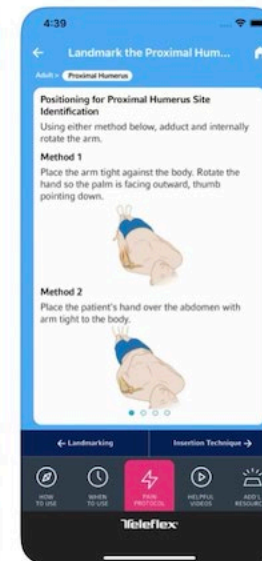 4:39
Landmark the Proximal Hum...
Adult > Proximal Humerus
Positioning for Proximal Humerus Site
Identification
Using either method below, adduct and internally
rotate the arm.
Method 1
Place the arm tight against the body. Rotate the
hand so the palm is facing outward, thumb
pointing down.
Method 2
Place the patient's hand over the abdomen with
arm tight to the body.
← Landmarking
Insertion Technique →
HOW
TO USE
WHEN
TO USE
PAIN
PROTOCOL
HELPFUL
VIDEOS
ADD'L
RESOURC
Teleflex